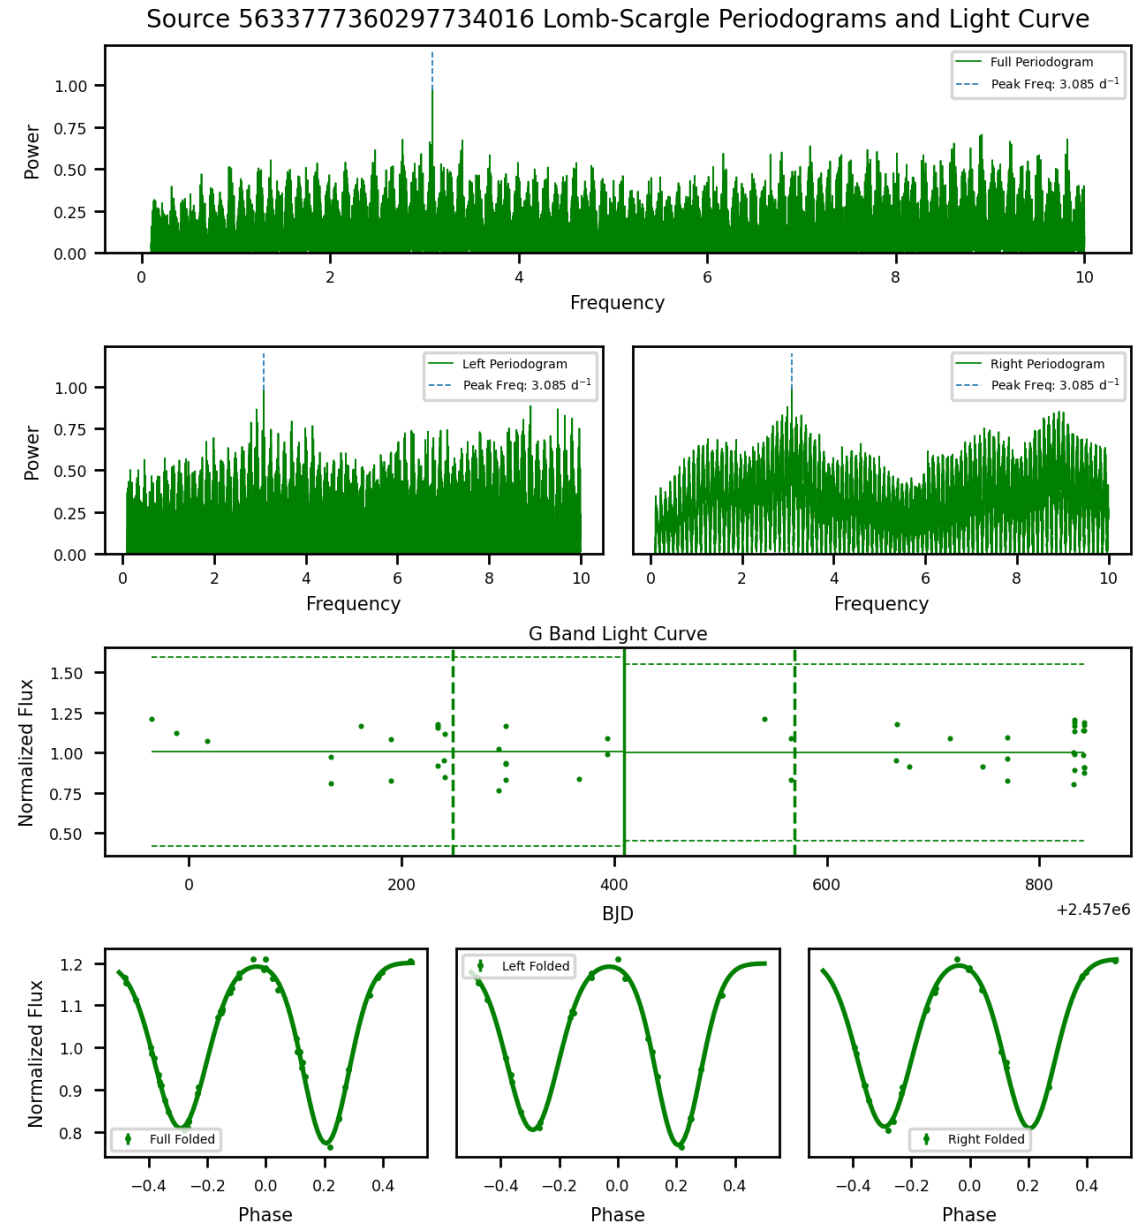 Source 5633777360297734016 Lomb-Scargle Periodograms and Light Curve
Full Periodogram
Peak Freq: 3.085 d⁻¹
Power
1.00
0.75
0.50
0.25
0.00
0 2 4 6 8 10
Frequency
Left Periodogram
Peak Freq: 3.085 d⁻¹
Power
1.00
0.75
0.50
0.25
0.00
0 2 4 6 8 10
Frequency
Right Periodogram
Peak Freq: 3.085 d⁻¹
0 2 4 6 8 10
Frequency
G Band Light Curve
Normalized Flux
1.50
1.25
1.00
0.75
0.50
0 200 400 600 800
+2.457e6
BJD
Normalized Flux
1.2
1.1
1.0
0.9
0.8
Full Folded
−0.4 −0.2 0.0 0.2 0.4
Phase
Left Folded
−0.4 −0.2 0.0 0.2 0.4
Phase
Right Folded
−0.4 −0.2 0.0 0.2 0.4
Phase